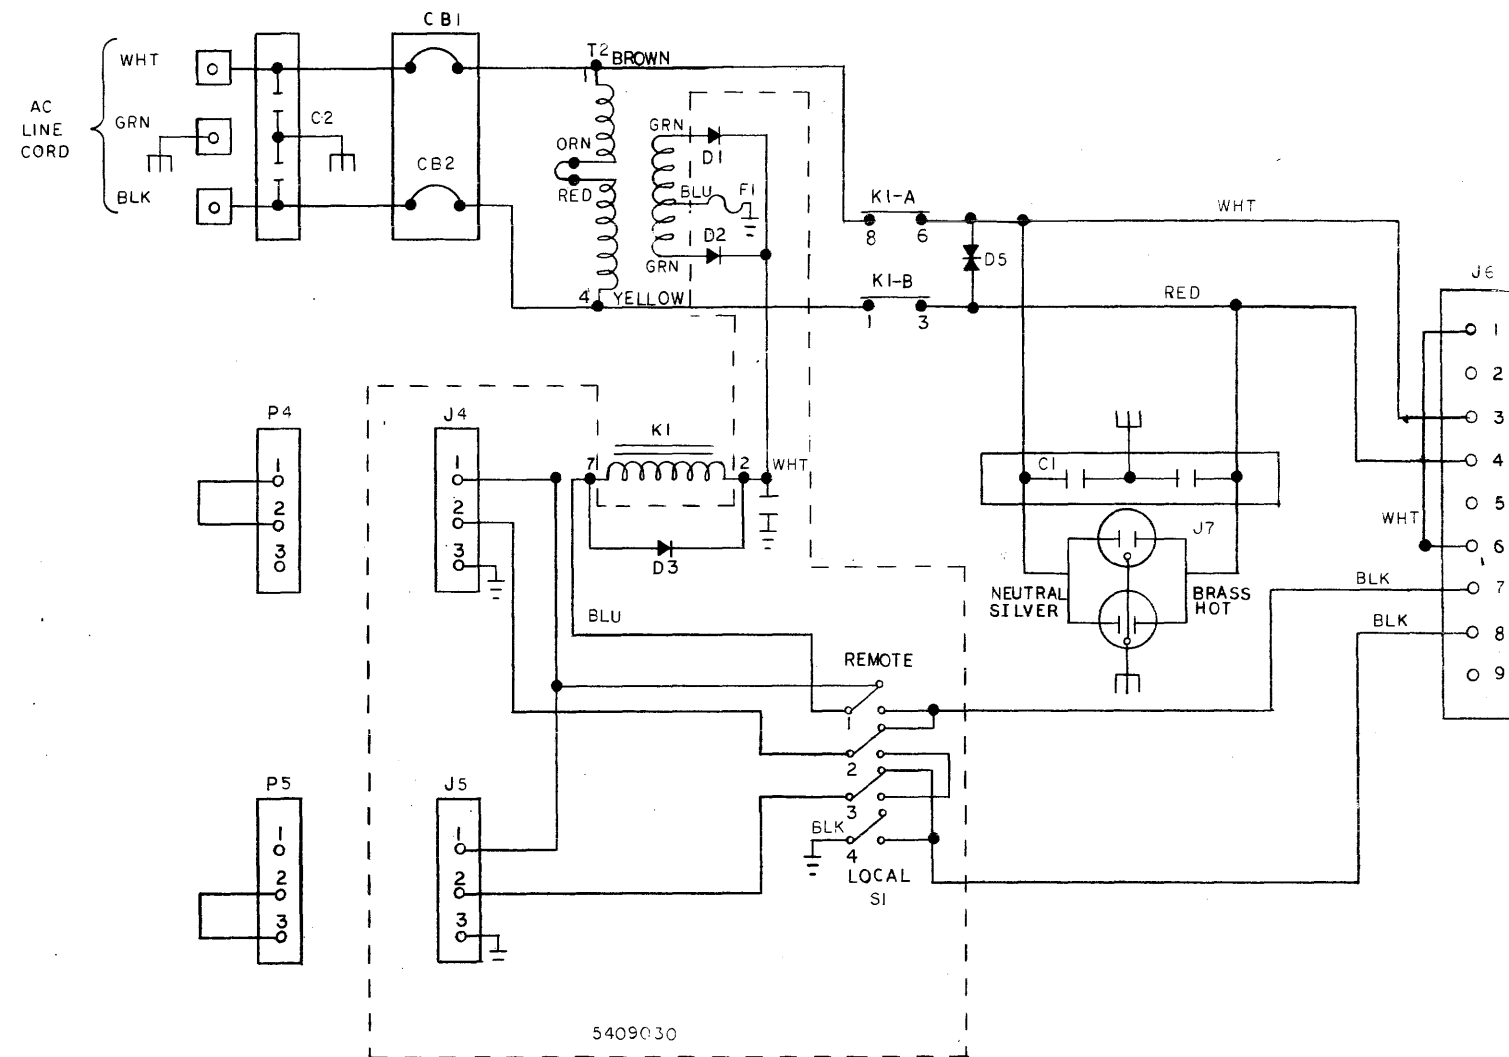 CB1
WHT
AC
LINE
CORD
GRN
BLK
C2
CB2
T2 BROWN
1
ORN
RED
GRN
D1
BLU
F1
D2
GRN
4 YELLOW
K1-A
8 6
WHT
D5
K1-B
1 3
RED
J6
1
2
3
4
5
6
7
8
9
WHT
BLK
BLK
P4
1
2
3
J4
1
2
3
K1
7 2
WHT
D3
BLU
C1
J7
NEUTRAL
SILVER
BRASS
HOT
REMOTE
1
2
3
BLK
4
LOCAL
S1
P5
1
2
3
J5
1
2
3
5409030